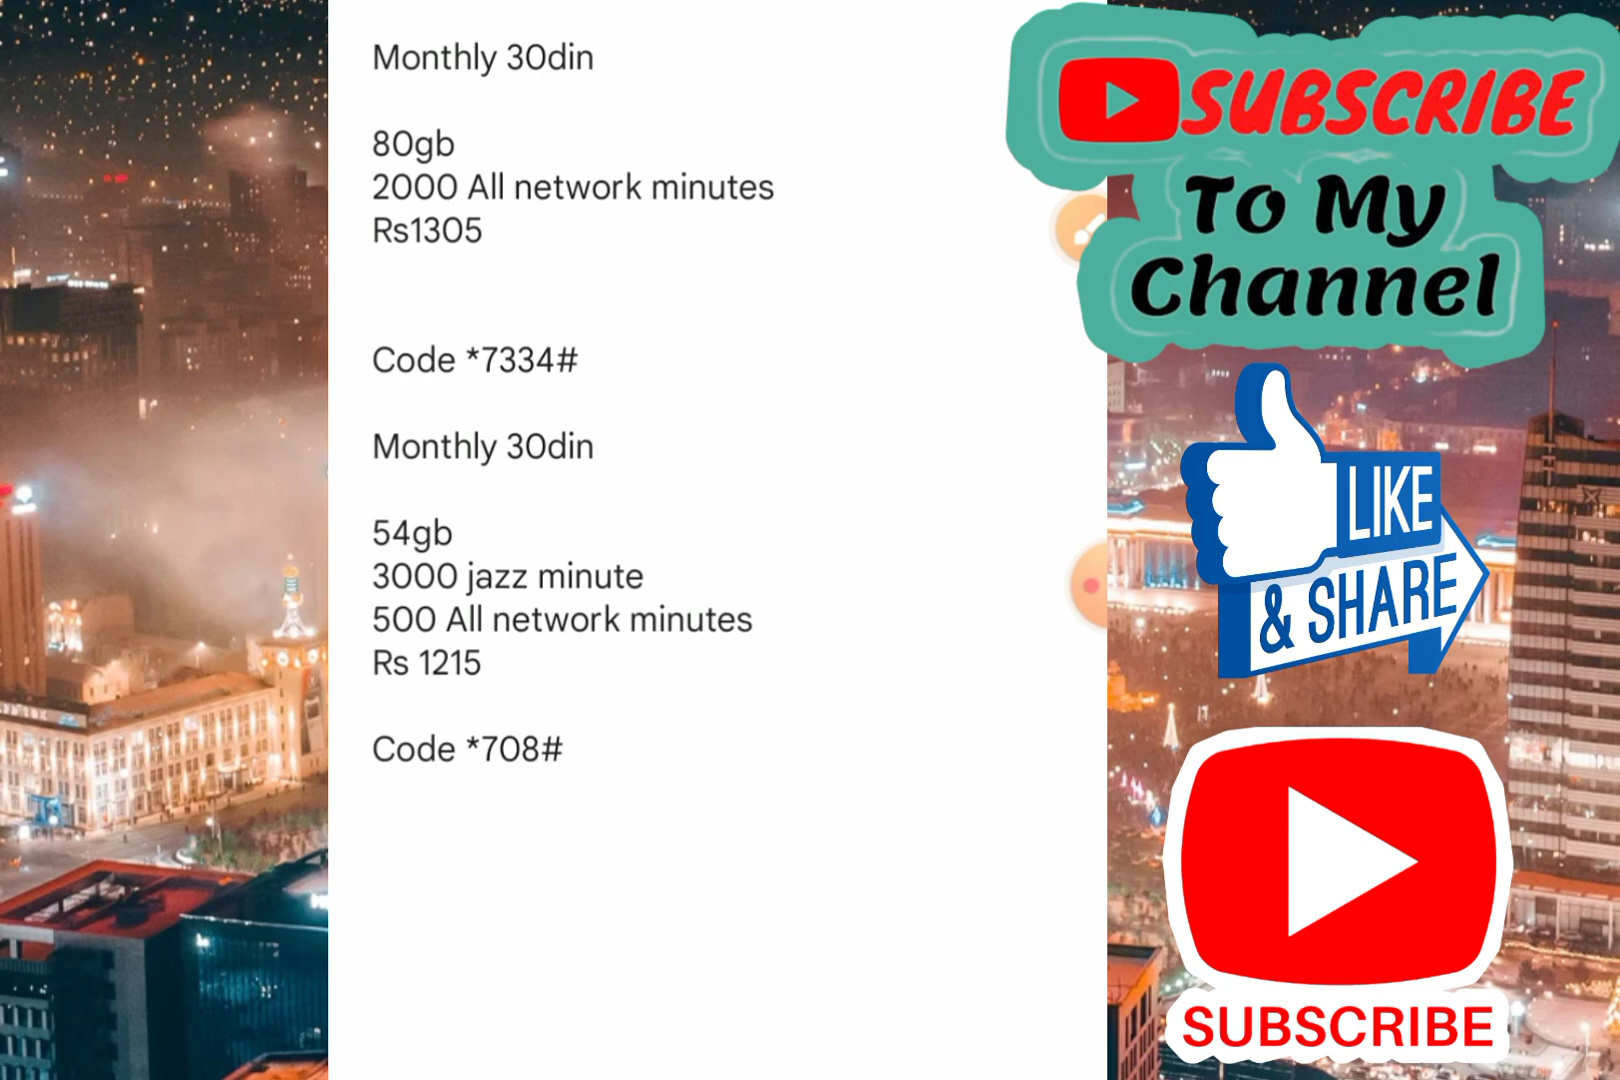 Monthly 30din
80gb
2000 All network minutes
Rs1305
Code *7334#
Monthly 30din
54gb
3000 jazz minute
500 All network minutes
Rs 1215
Code *708#
SUBSCRIBE
To My
Channel
LIKE
& SHARE
SUBSCRIBE